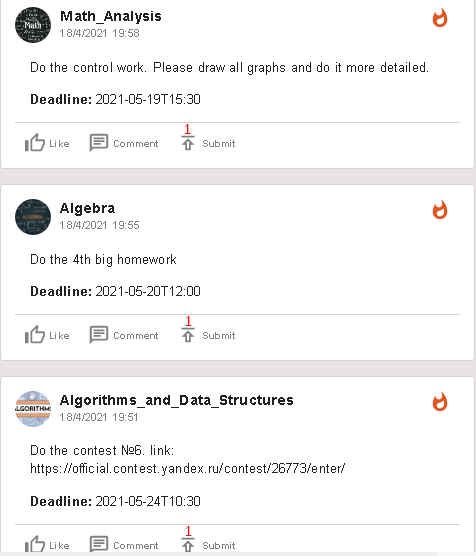 Math
Math_Analysis
18/4/2021 19:58
Do the control work. Please draw all graphs and do it more detailed.
Deadline: 2021-05-19T15:30
Like Comment 1 Submit
ALGEBRA
Algebra
18/4/2021 19:55
Do the 4th big homework
Deadline: 2021-05-20T12:00
Like Comment 1 Submit
ALGORITHMS
Algorithms_and_Data_Structures
18/4/2021 19:51
Do the contest №6. link:
https://official.contest.yandex.ru/contest/26773/enter/
Deadline: 2021-05-24T10:30
Like Comment 1 Submit